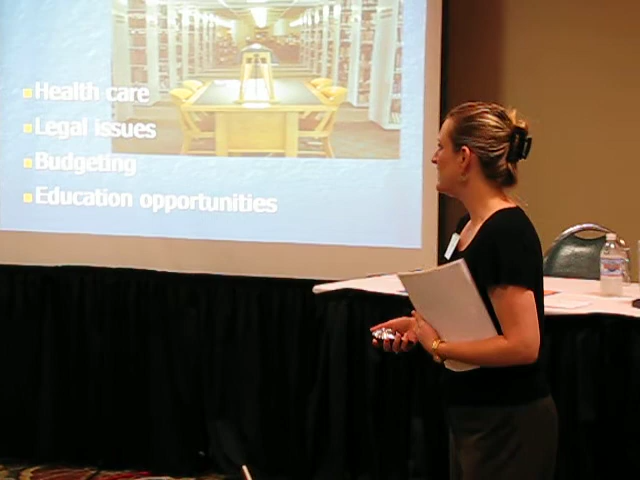 Health care
Legal issues
Budgeting
Education opportunities